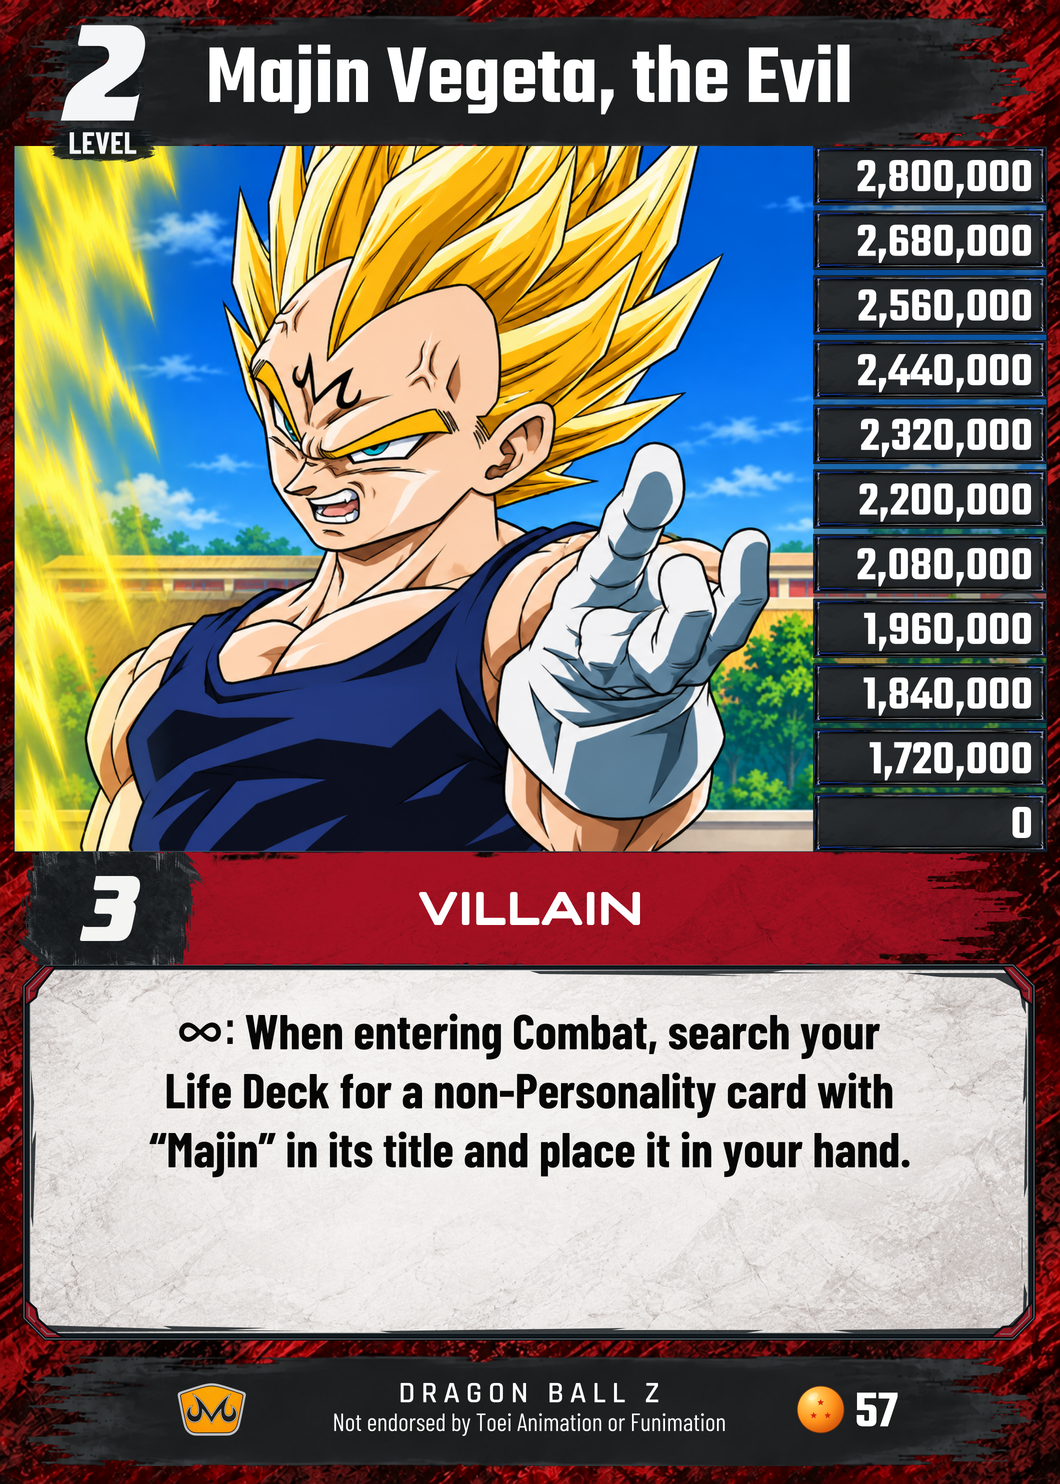 2
LEVEL
Majin Vegeta, the Evil
2,800,000
2,680,000
2,560,000
2,440,000
2,320,000
2,200,000
2,080,000
1,960,000
1,840,000
1,720,000
0
3
VILLAIN
∞: When entering Combat, search your
Life Deck for a non-Personality card with
“Majin” in its title and place it in your hand.
DRAGON BALL Z
Not endorsed by Toei Animation or Funimation
57